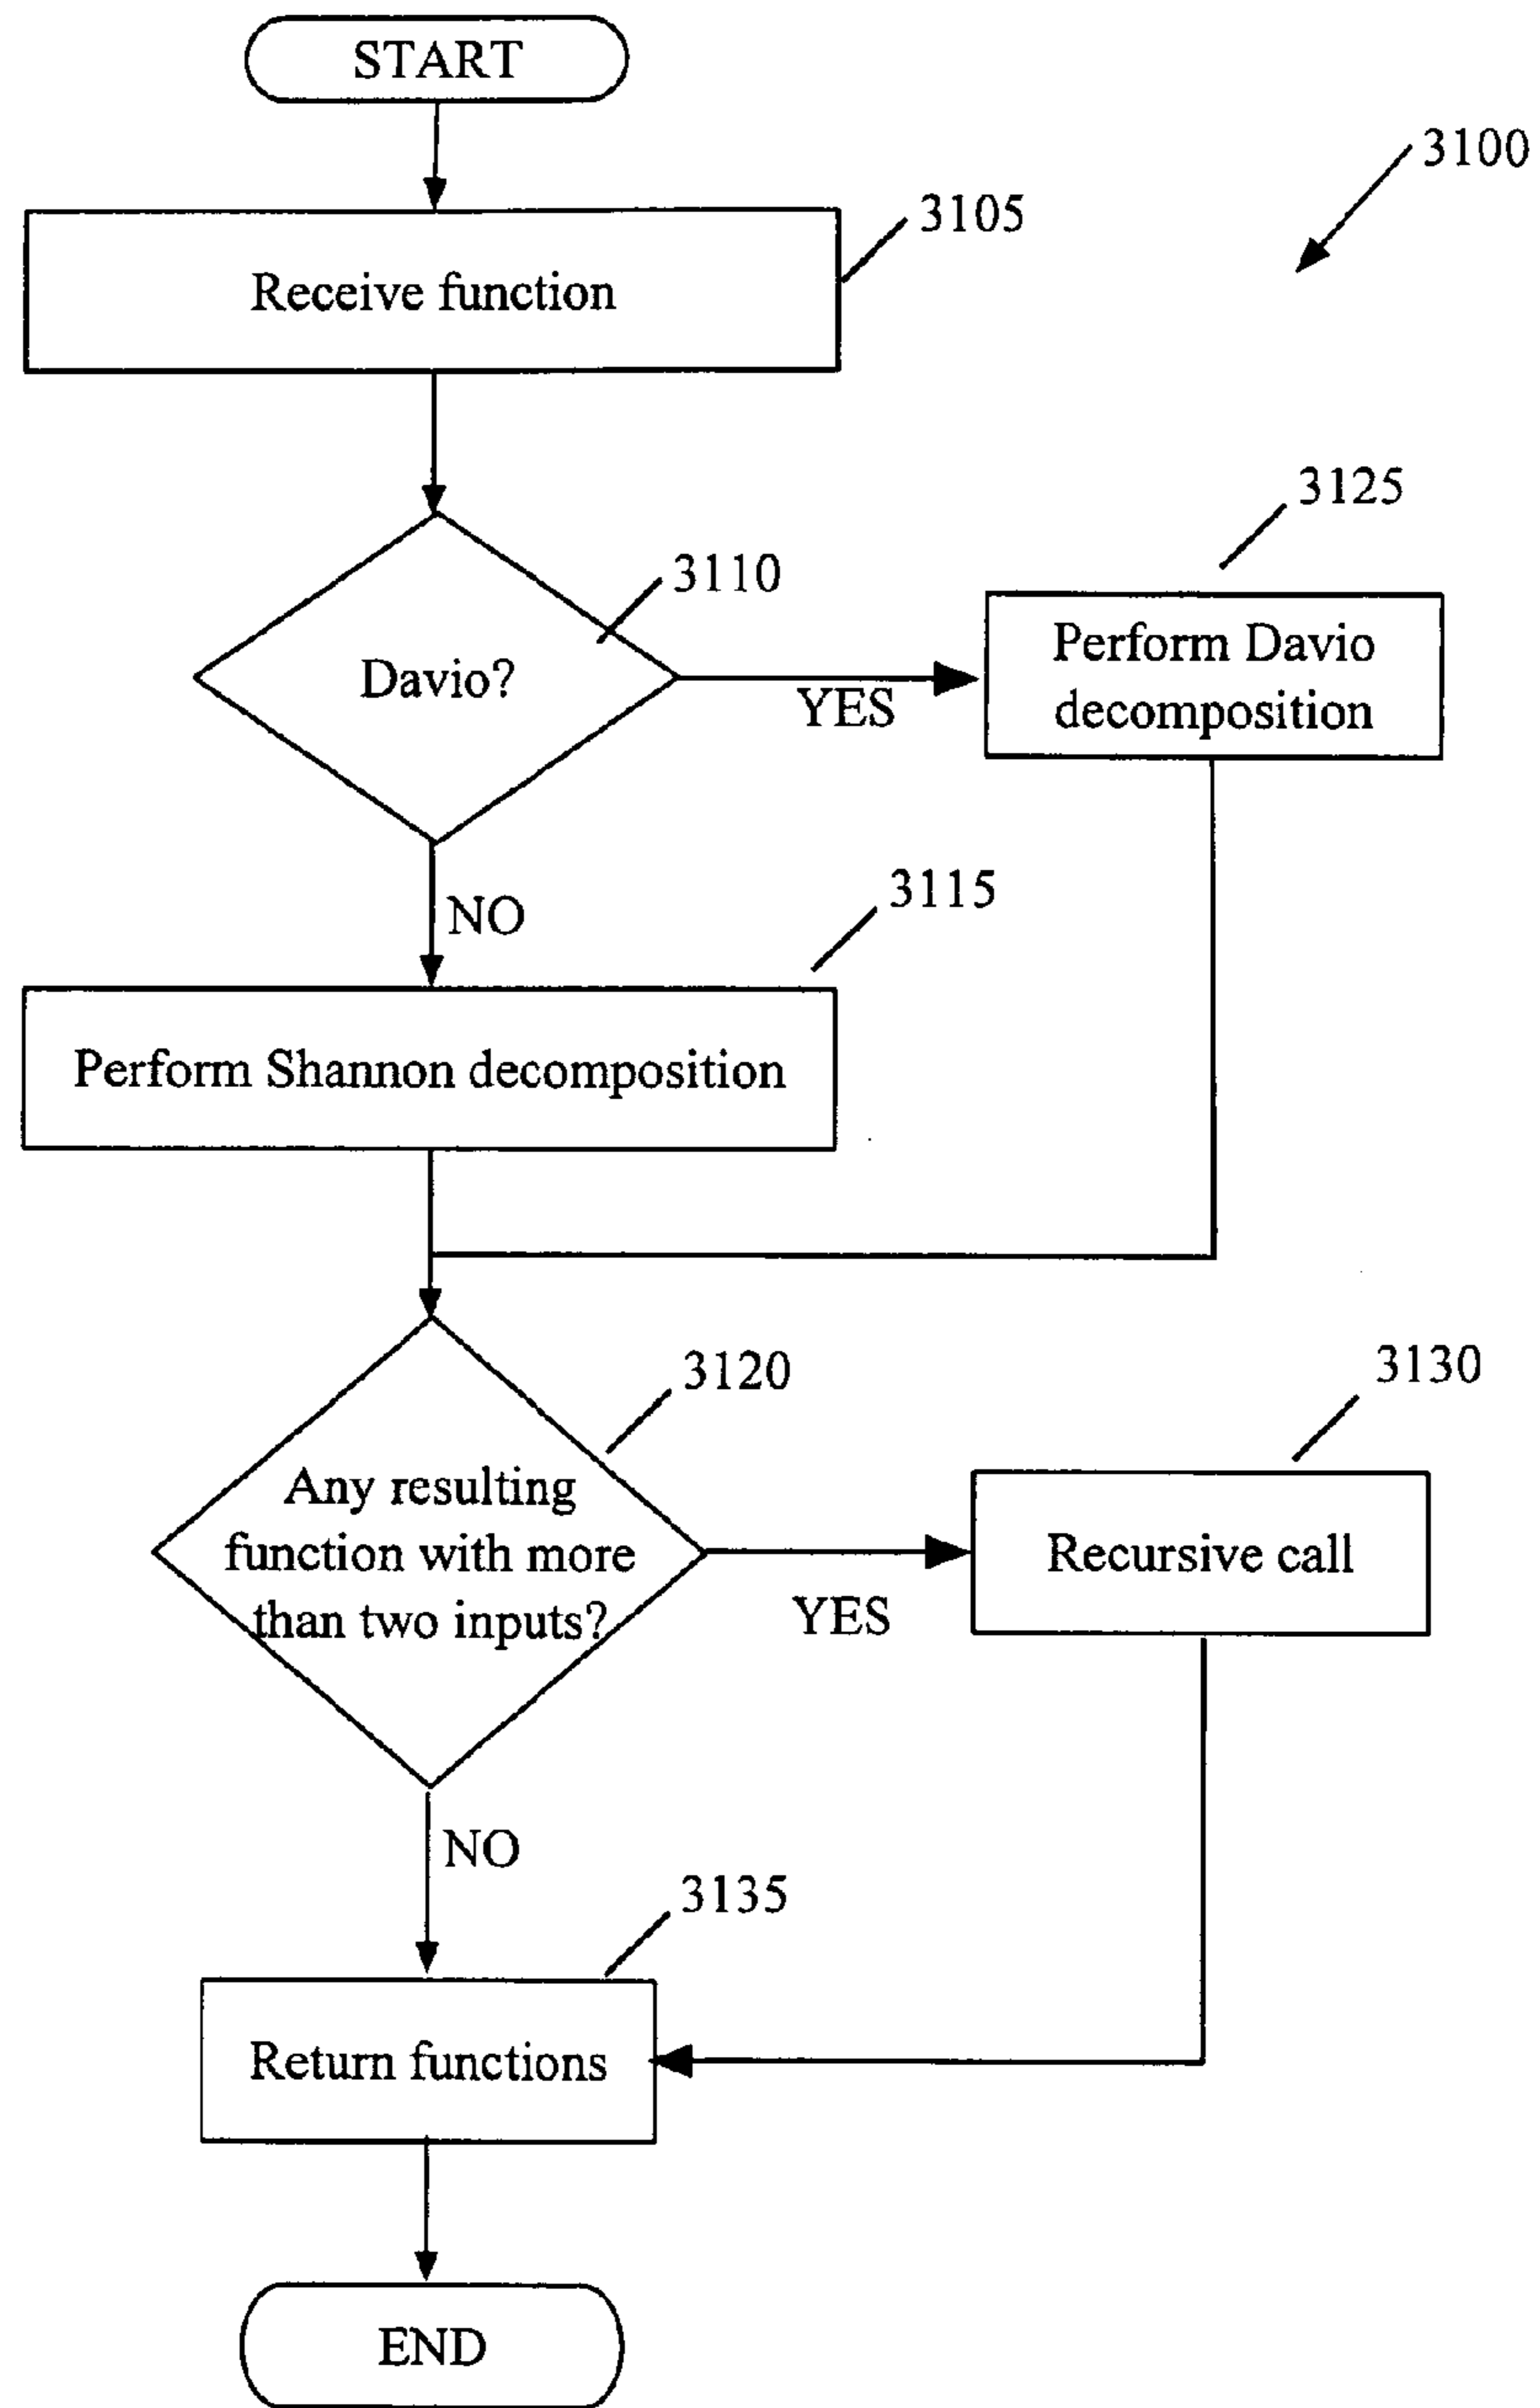 START
3100
3105
Receive function
3125
3110
Davio?
YES
Perform Davio
decomposition
NO
3115
Perform Shannon decomposition
3120
3130
Any resulting
function with more
than two inputs?
YES
Recursive call
NO
3135
Return functions
END